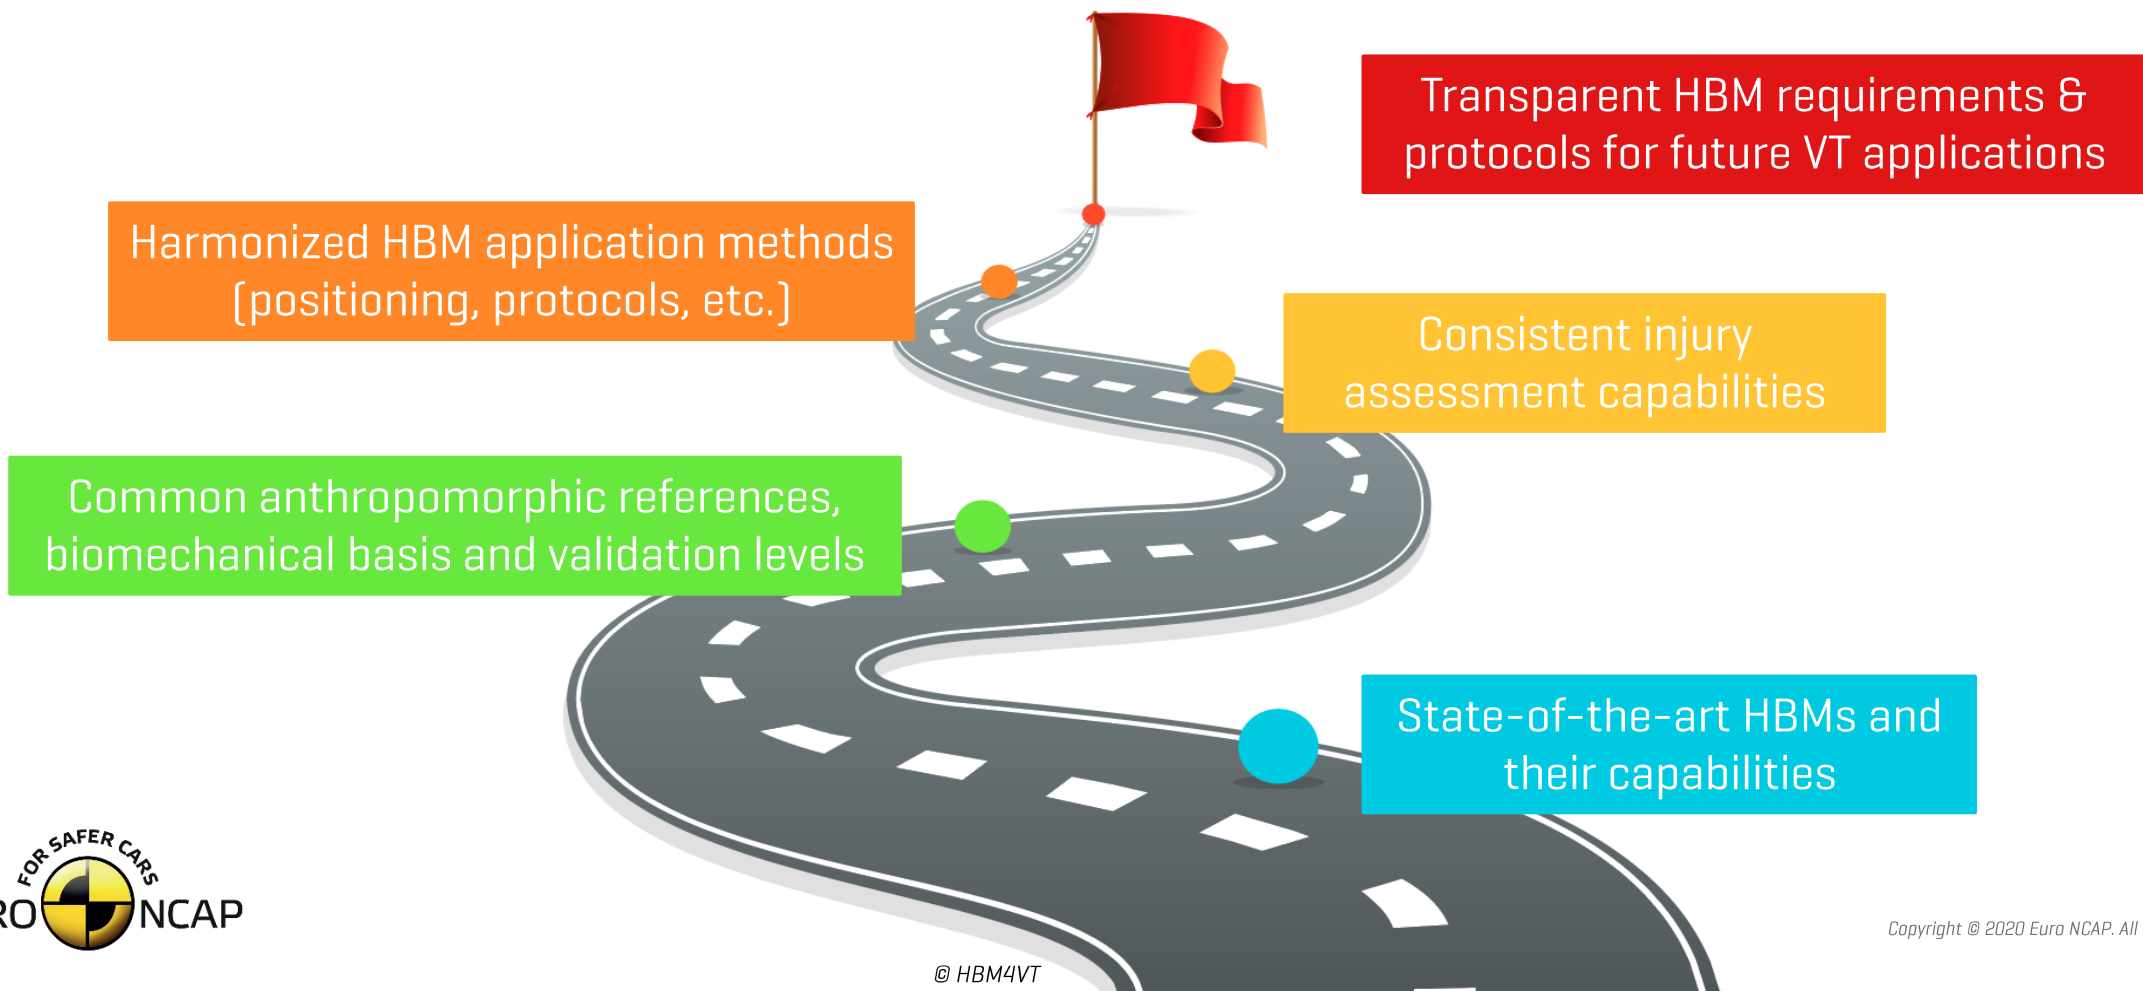 Transparent HBM requirements &
protocols for future VT applications
Harmonized HBM application methods
(positioning, protocols, etc.)
Consistent injury
assessment capabilities
Common anthropomorphic references,
biomechanical basis and validation levels
State-of-the-art HBMs and
their capabilities
FOR SAFER CARS
RO NCAP
Copyright © 2020 Euro NCAP. All
© HBM4VT